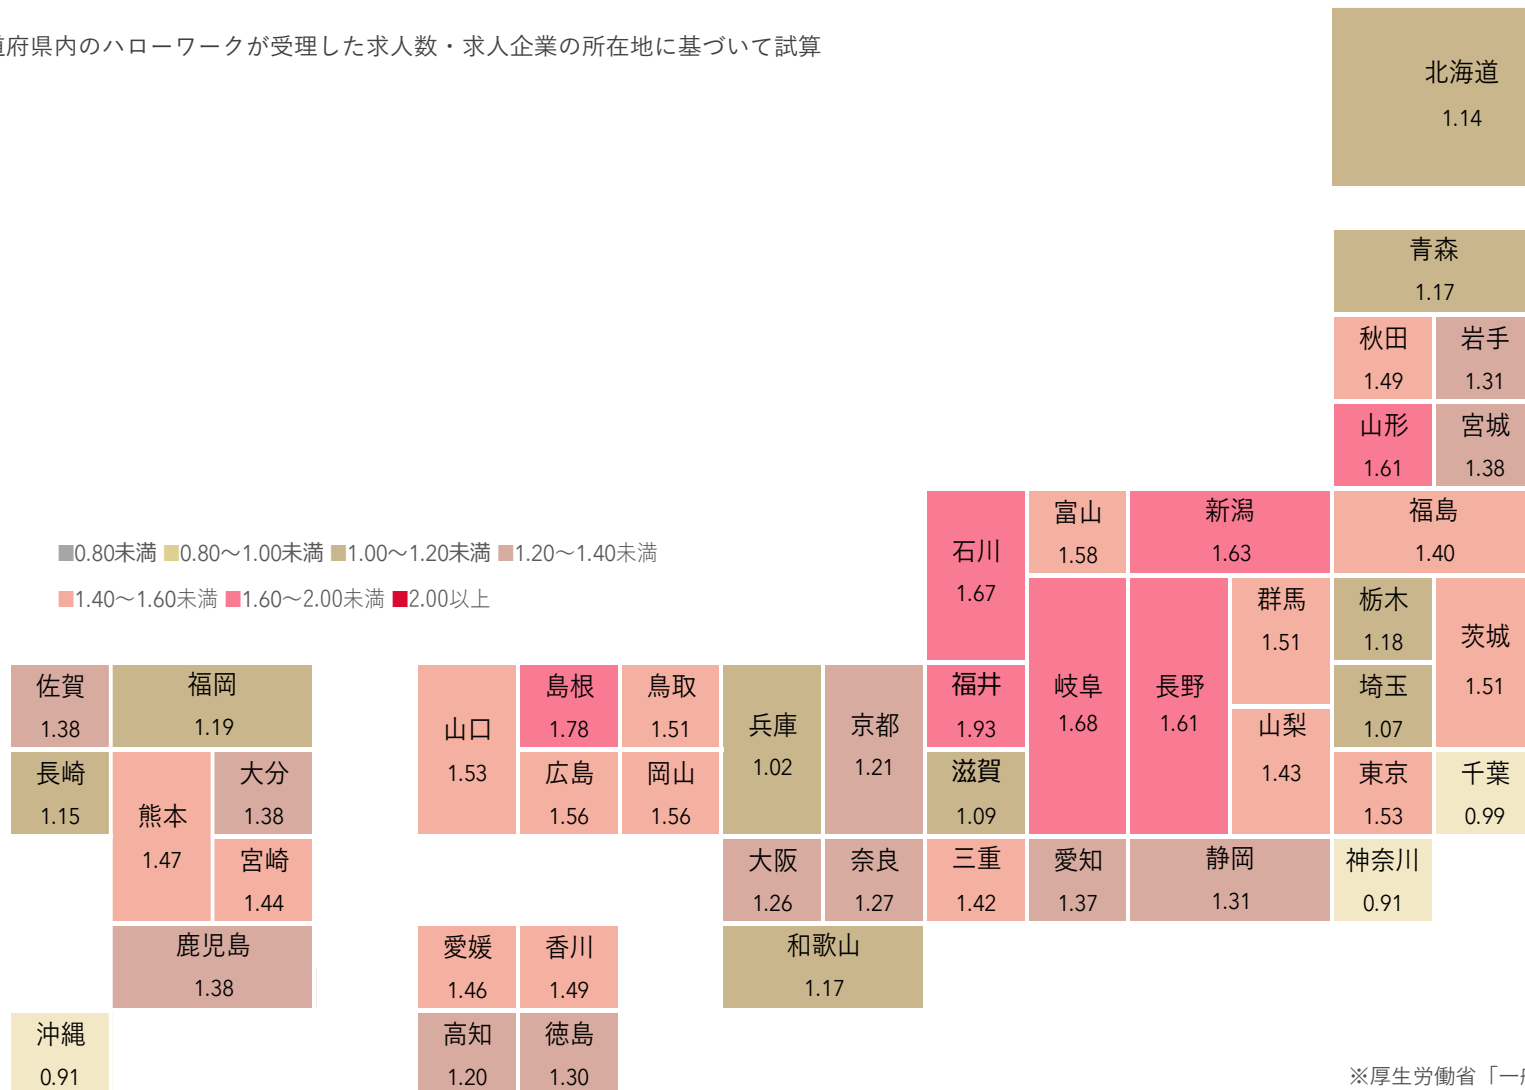 道府県内のハローワークが受理した求人数・求人企業の所在地に基づいて試算
北海道
1.14
青森
1.17
秋田 岩手
1.49 1.31
山形 宮城
1.61 1.38
石川
1.67
富山
1.58
新潟
1.63
福島
1.40
■0.80未満 ■0.80～1.00未満 ■1.00～1.20未満 ■1.20～1.40未満
■1.40～1.60未満 ■1.60～2.00未満 ■2.00以上
群馬
1.51
栃木
1.18
茨城
1.51
佐賀
1.38
福岡
1.19
山口
1.53
島根
1.78
鳥取
1.51
兵庫
1.02
京都
1.21
福井
1.93
岐阜
1.68
長野
1.61
山梨
1.43
埼玉
1.07
長崎
1.15
熊本
1.47
大分
1.38
広島
1.56
岡山
1.56
滋賀
1.09
東京
1.53
千葉
0.99
宮崎
1.44
大阪
1.26
奈良
1.27
三重
1.42
愛知
1.37
静岡
1.31
神奈川
0.91
鹿児島
1.38
愛媛
1.46
香川
1.49
和歌山
1.17
沖縄
0.91
高知
1.20
徳島
1.30
※厚生労働省「一般